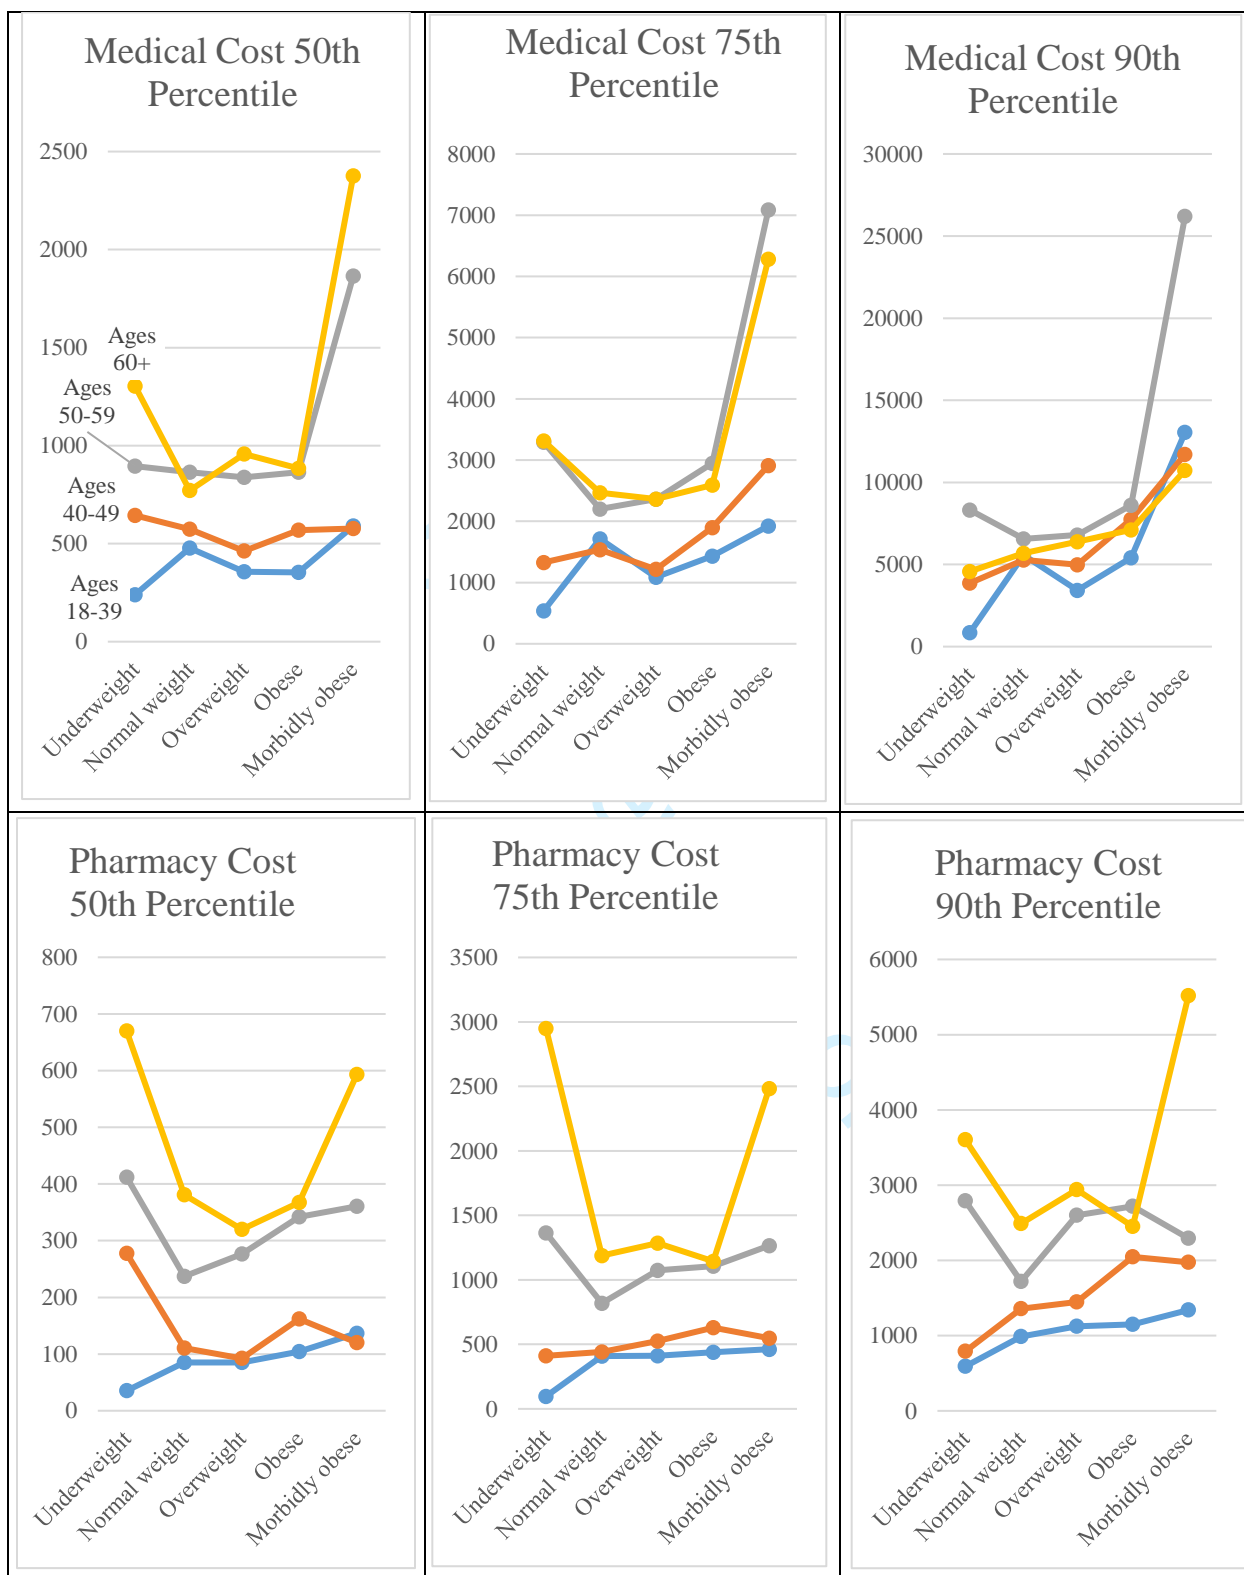 Medical Cost 50th
Percentile
2500
2000
1500
1000
500
0
Ages
60+
Ages
50-59
Ages
40-49
Ages
18-39
Underweight
Normal weight
Overweight
Obese
Morbidly obese
Medical Cost 75th
Percentile
8000
7000
6000
5000
4000
3000
2000
1000
0
Underweight
Normal weight
Overweight
Obese
Morbidly obese
Medical Cost 90th
Percentile
30000
25000
20000
15000
10000
5000
0
Underweight
Normal weight
Overweight
Obese
Morbidly obese
Pharmacy Cost
50th Percentile
800
700
600
500
400
300
200
100
0
Underweight
Normal weight
Overweight
Obese
Morbidly obese
Pharmacy Cost
75th Percentile
3500
3000
2500
2000
1500
1000
500
0
Underweight
Normal weight
Overweight
Obese
Morbidly obese
Pharmacy Cost
90th Percentile
6000
5000
4000
3000
2000
1000
0
Underweight
Normal weight
Overweight
Obese
Morbidly obese